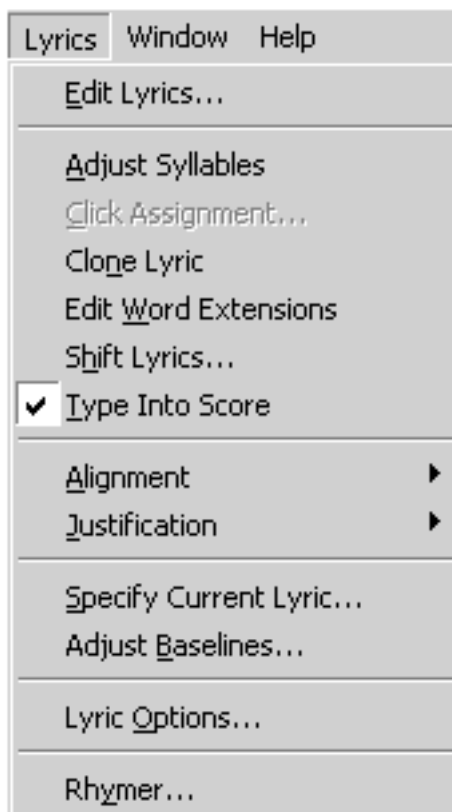 Lyrics Window Help
Edit Lyrics...
Adjust Syllables
Click Assignment...
Clone Lyric
Edit Word Extensions
Shift Lyrics...
Type Into Score
Alignment
Justification
Specify Current Lyric...
Adjust Baselines...
Lyric Options...
Rhymer...